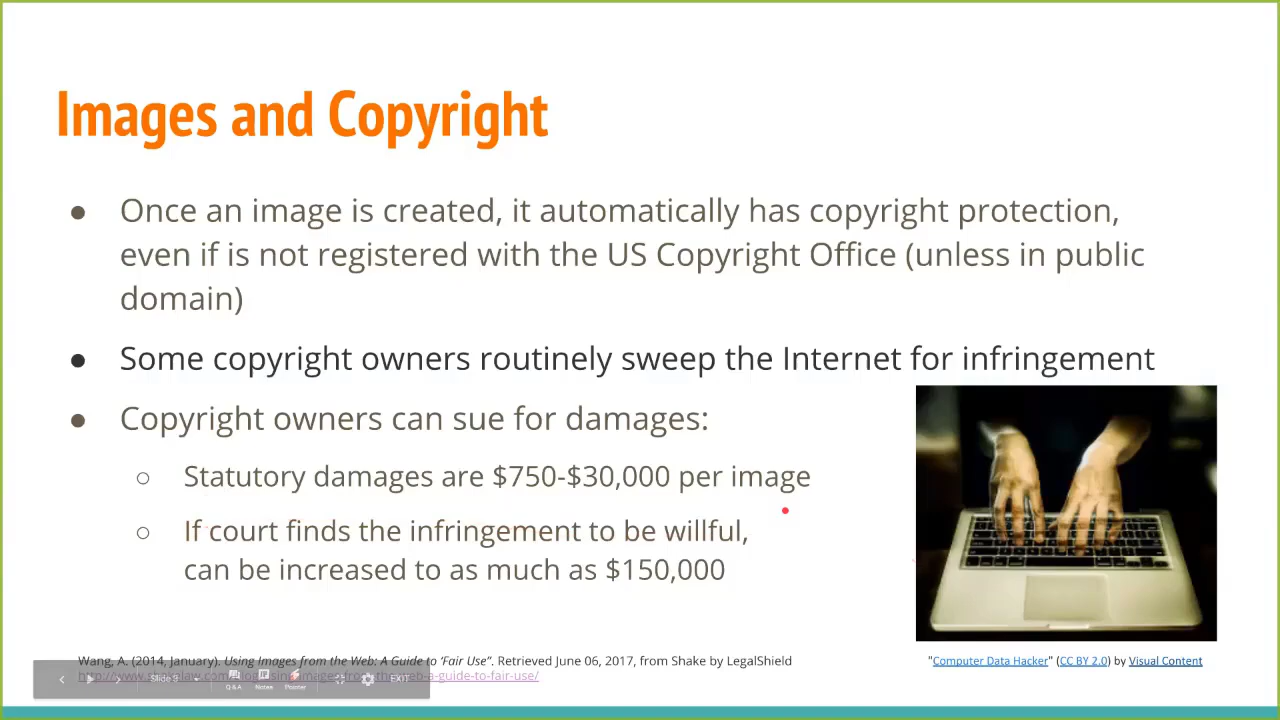 Images and Copyright
● Once an image is created, it automatically has copyright protection,
even if is not registered with the US Copyright Office (unless in public
domain)
● Some copyright owners routinely sweep the Internet for infringement
● Copyright owners can sue for damages:
○ Statutory damages are $750-$30,000 per image
○ If court finds the infringement to be willful,
can be increased to as much as $150,000
Wang, A. (2014, January). Using Images from the Web: A Guide to ‘Fair Use”. Retrieved June 06, 2017, from Shake by LegalShield
"Computer Data Hacker" (CC BY 2.0) by Visual Content
Slide 3
Q & A Notes Pointer
EXIT